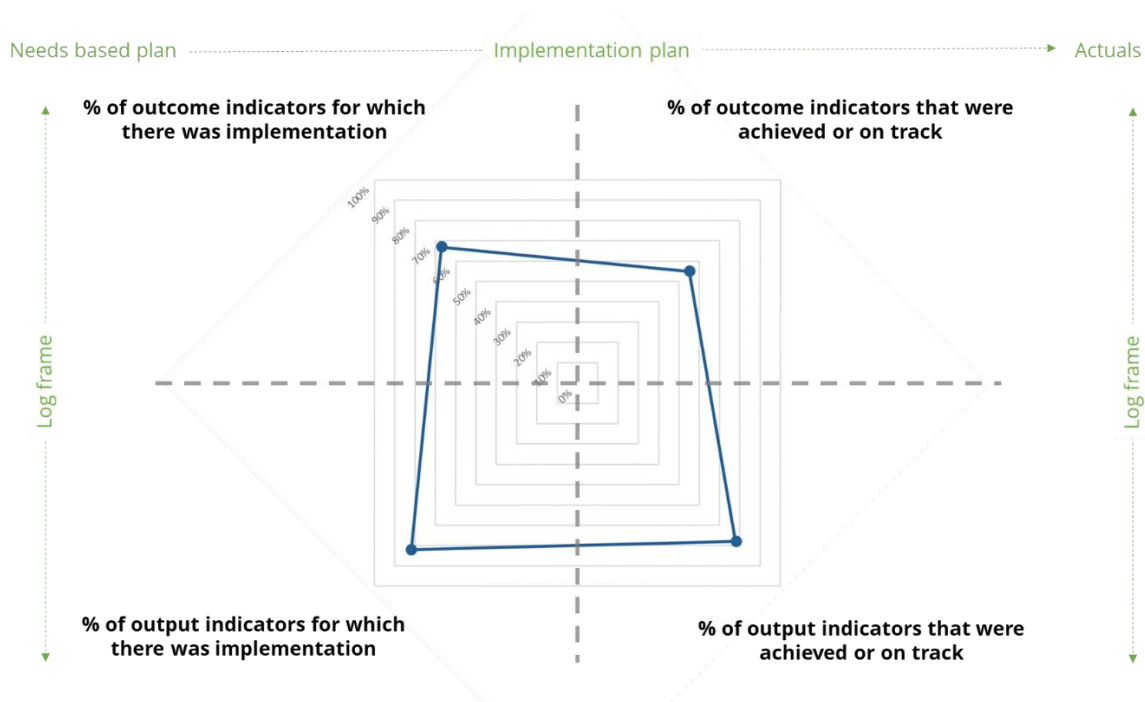 Needs based plan
Implementation plan
Actuals
% of outcome indicators for which
there was implementation
% of outcome indicators that were
achieved or on track
100%
90%
80%
70%
60%
50%
40%
30%
20%
10%
0%
Log frame
Log frame
% of output indicators for which
there was implementation
% of output indicators that were
achieved or on track